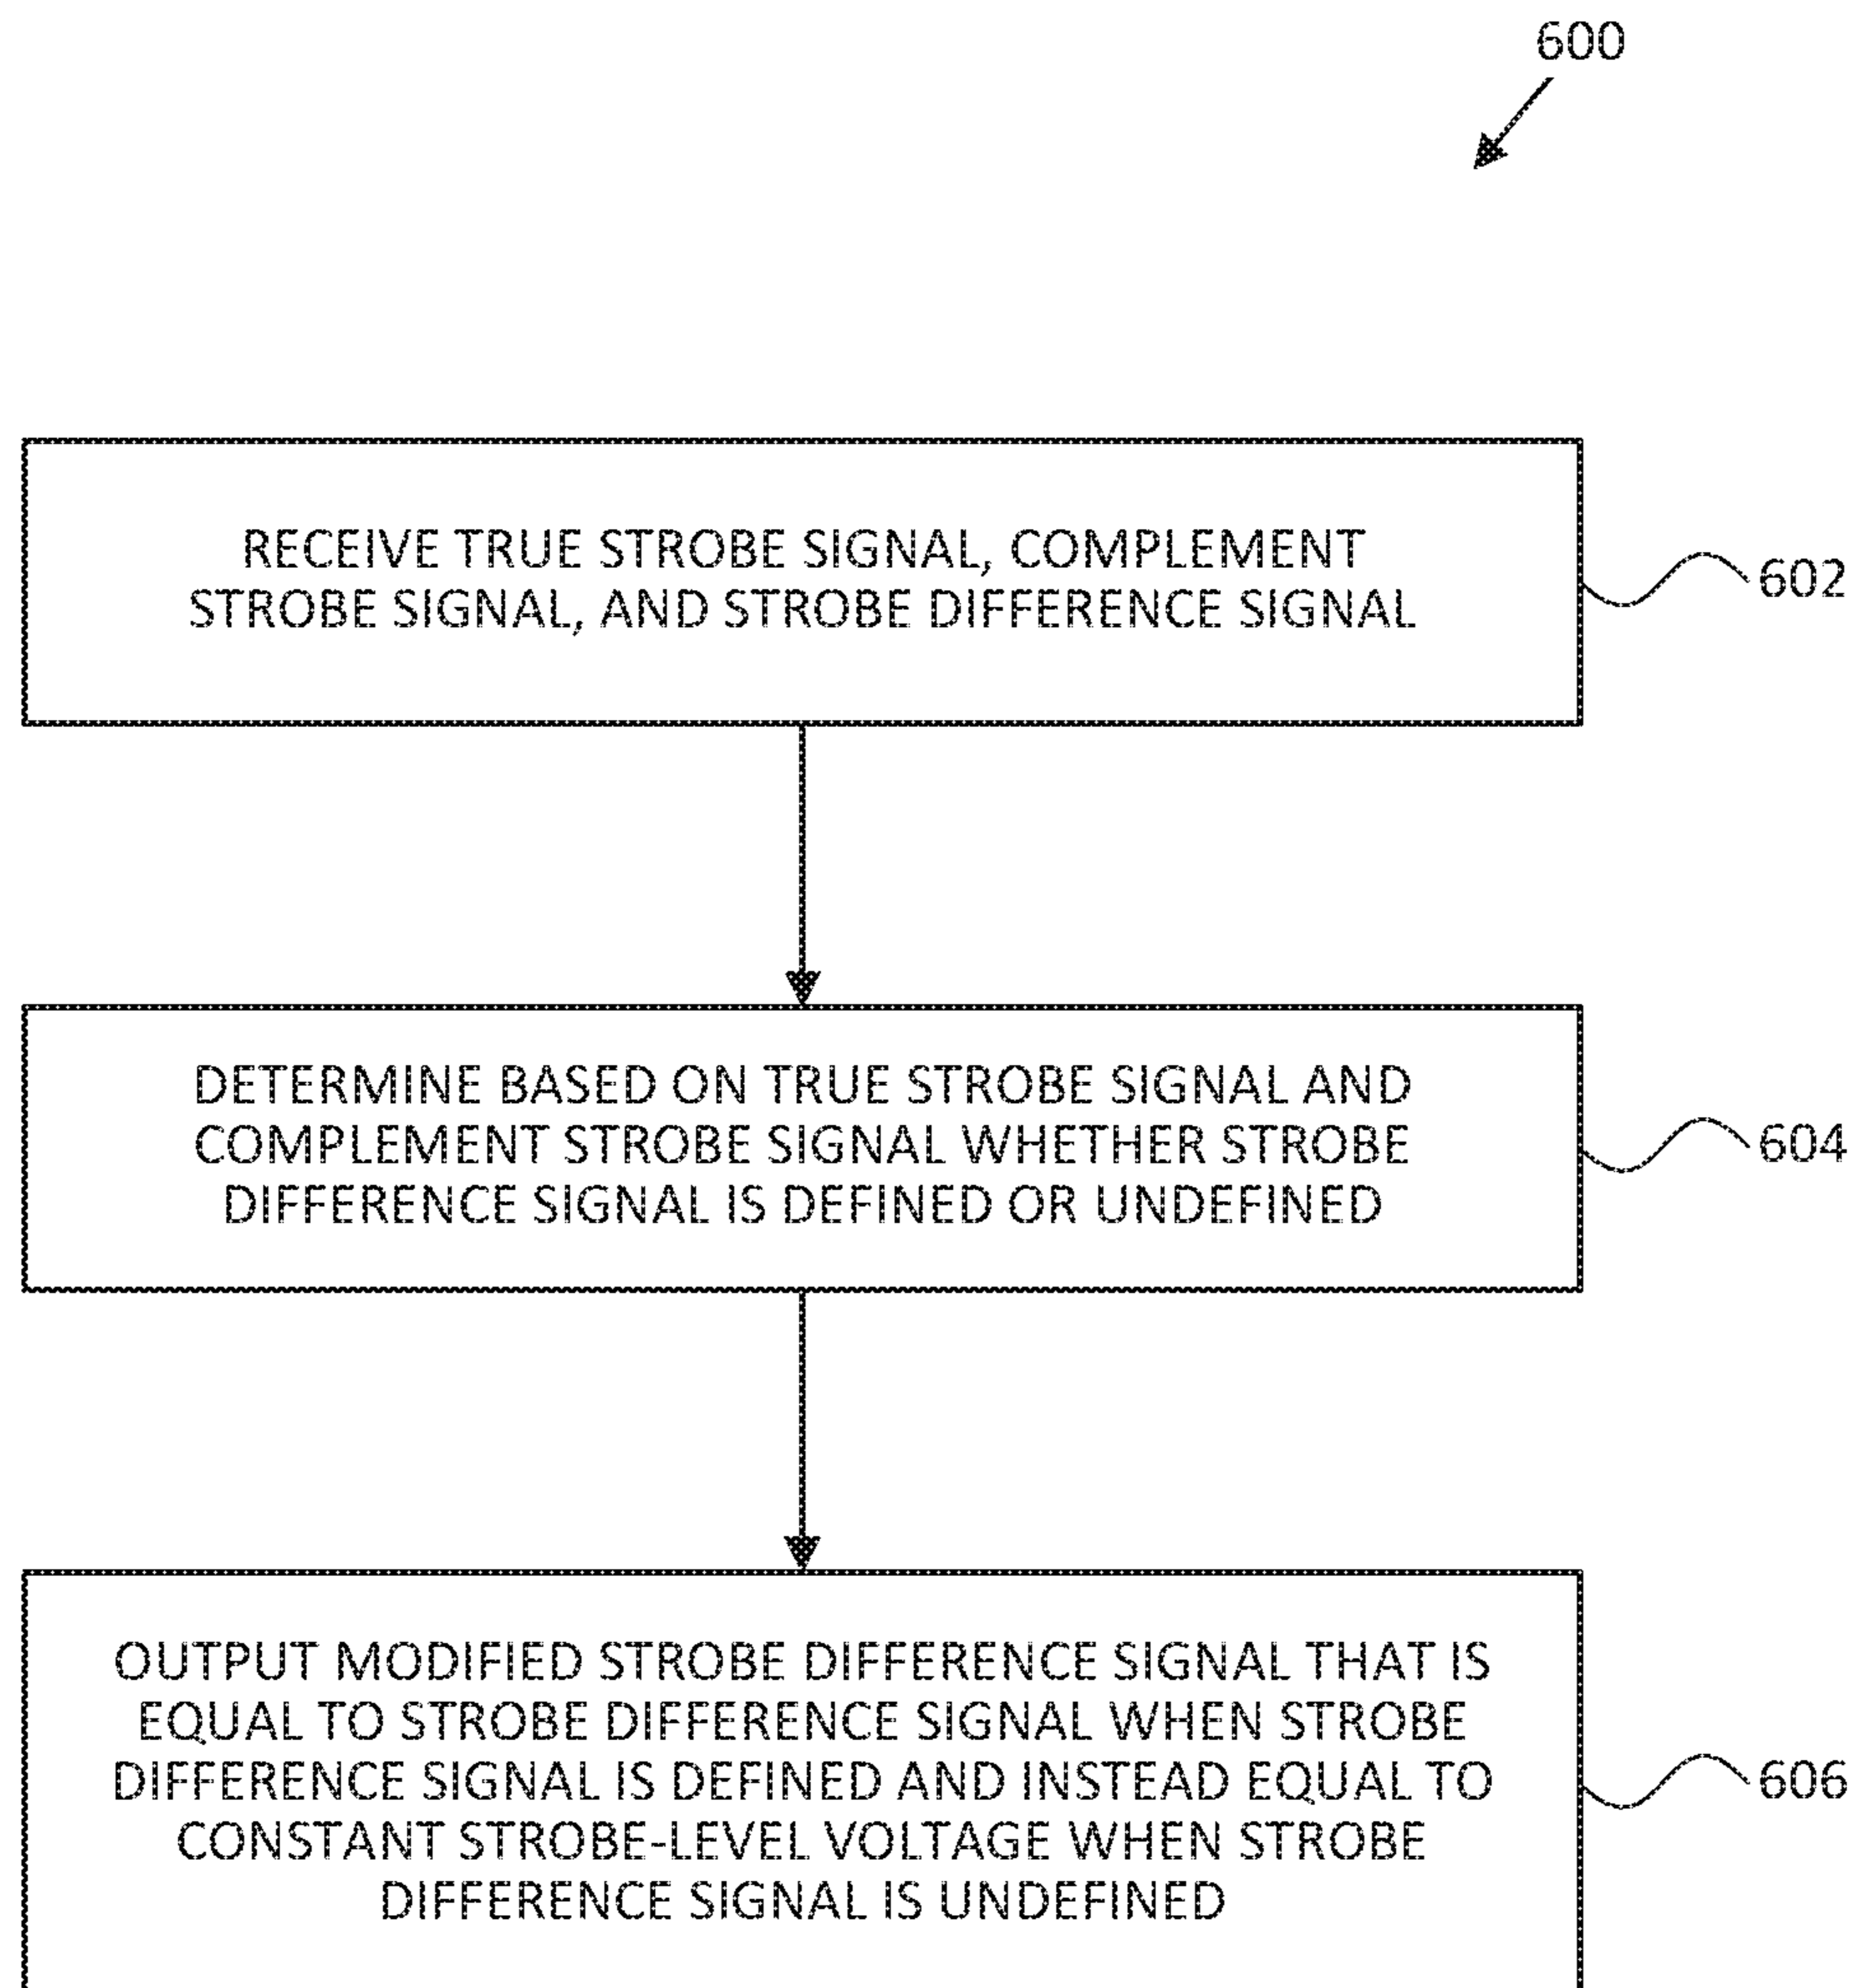 600
RECEIVE TRUE STROBE SIGNAL, COMPLEMENT
STROBE SIGNAL, AND STROBE DIFFERENCE SIGNAL
602
DETERMINE BASED ON TRUE STROBE SIGNAL AND
COMPLEMENT STROBE SIGNAL WHETHER STROBE
DIFFERENCE SIGNAL IS DEFINED OR UNDEFINED
604
OUTPUT MODIFIED STROBE DIFFERENCE SIGNAL THAT IS
EQUAL TO STROBE DIFFERENCE SIGNAL WHEN STROBE
DIFFERENCE SIGNAL IS DEFINED AND INSTEAD EQUAL TO
CONSTANT STROBE-LEVEL VOLTAGE WHEN STROBE
DIFFERENCE SIGNAL IS UNDEFINED
606